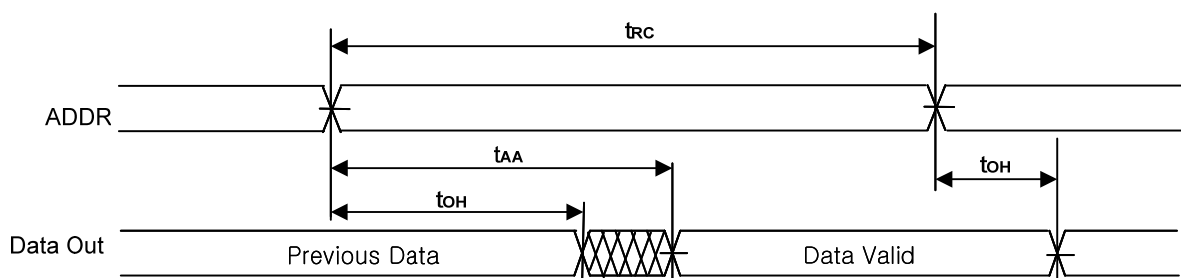 tRC
ADDR
tAA
tOH
tOH
Data Out
Previous Data
Data Valid